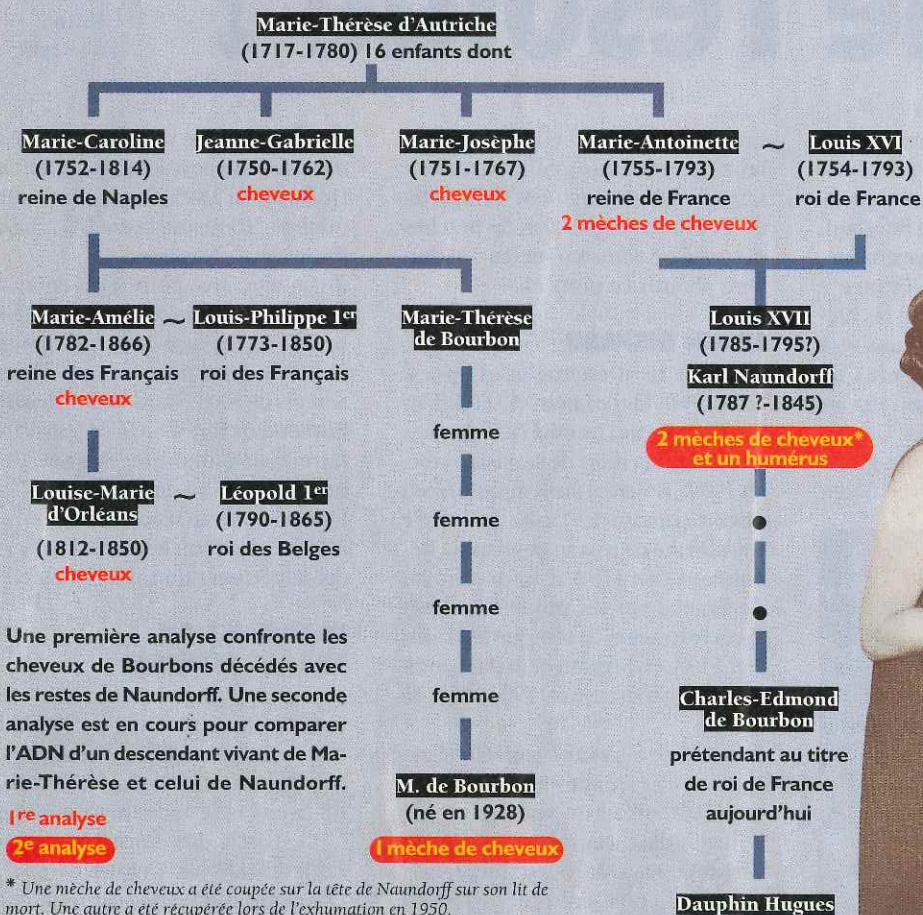 Marie-Thérèse d'Autriche
(1717-1780) 16 enfants dont
Marie-Caroline
(1752-1814)
reine de Naples
Jeanne-Gabrielle
(1750-1762)
cheveux
Marie-Josèphe
(1751-1767)
cheveux
Marie-Antoinette
(1755-1793)
reine de France
2 mèches de cheveux
~
Louis XVI
(1754-1793)
roi de France
Marie-Amélie
(1782-1866)
reine des Français
cheveux
~
Louis-Philippe 1er
(1773-1850)
roi des Français
Marie-Thérèse
de Bourbon
Louis XVII
(1785-1795?)
Karl Naundorff
(1787 ?-1845)
2 mèches de cheveux*
et un humérus
Louise-Marie
d'Orléans
(1812-1850)
cheveux
~
Léopold 1er
(1790-1865)
roi des Belges
femme
femme
femme
femme
M. de Bourbon
(né en 1928)
1 mèche de cheveux
Charles-Edmond
de Bourbon
prétendant au titre
de roi de France
aujourd'hui
Dauphin Hugues
Une première analyse confronte les
cheveux de Bourbons décédés avec
les restes de Naundorff. Une seconde
analyse est en cours pour comparer
l'ADN d'un descendant vivant de Ma-
rie-Thérèse et celui de Naundorff.
1re analyse
2e analyse
* Une mèche de cheveux a été coupée sur la tête de Naundorff sur son lit de
mort. Une autre a été récupérée lors de l'exhumation en 1950.